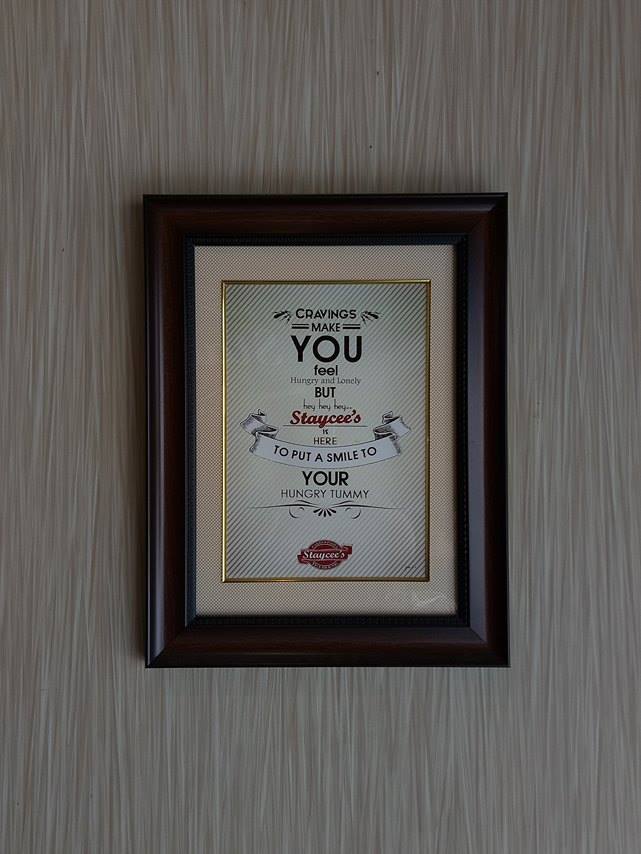 CRAVINGS
MAKE
YOU
feel
Hungry and Lonely
BUT
hey hey hey...
Staycee's
is
HERE
TO PUT A SMILE TO
YOUR
HUNGRY TUMMY
Staycee's